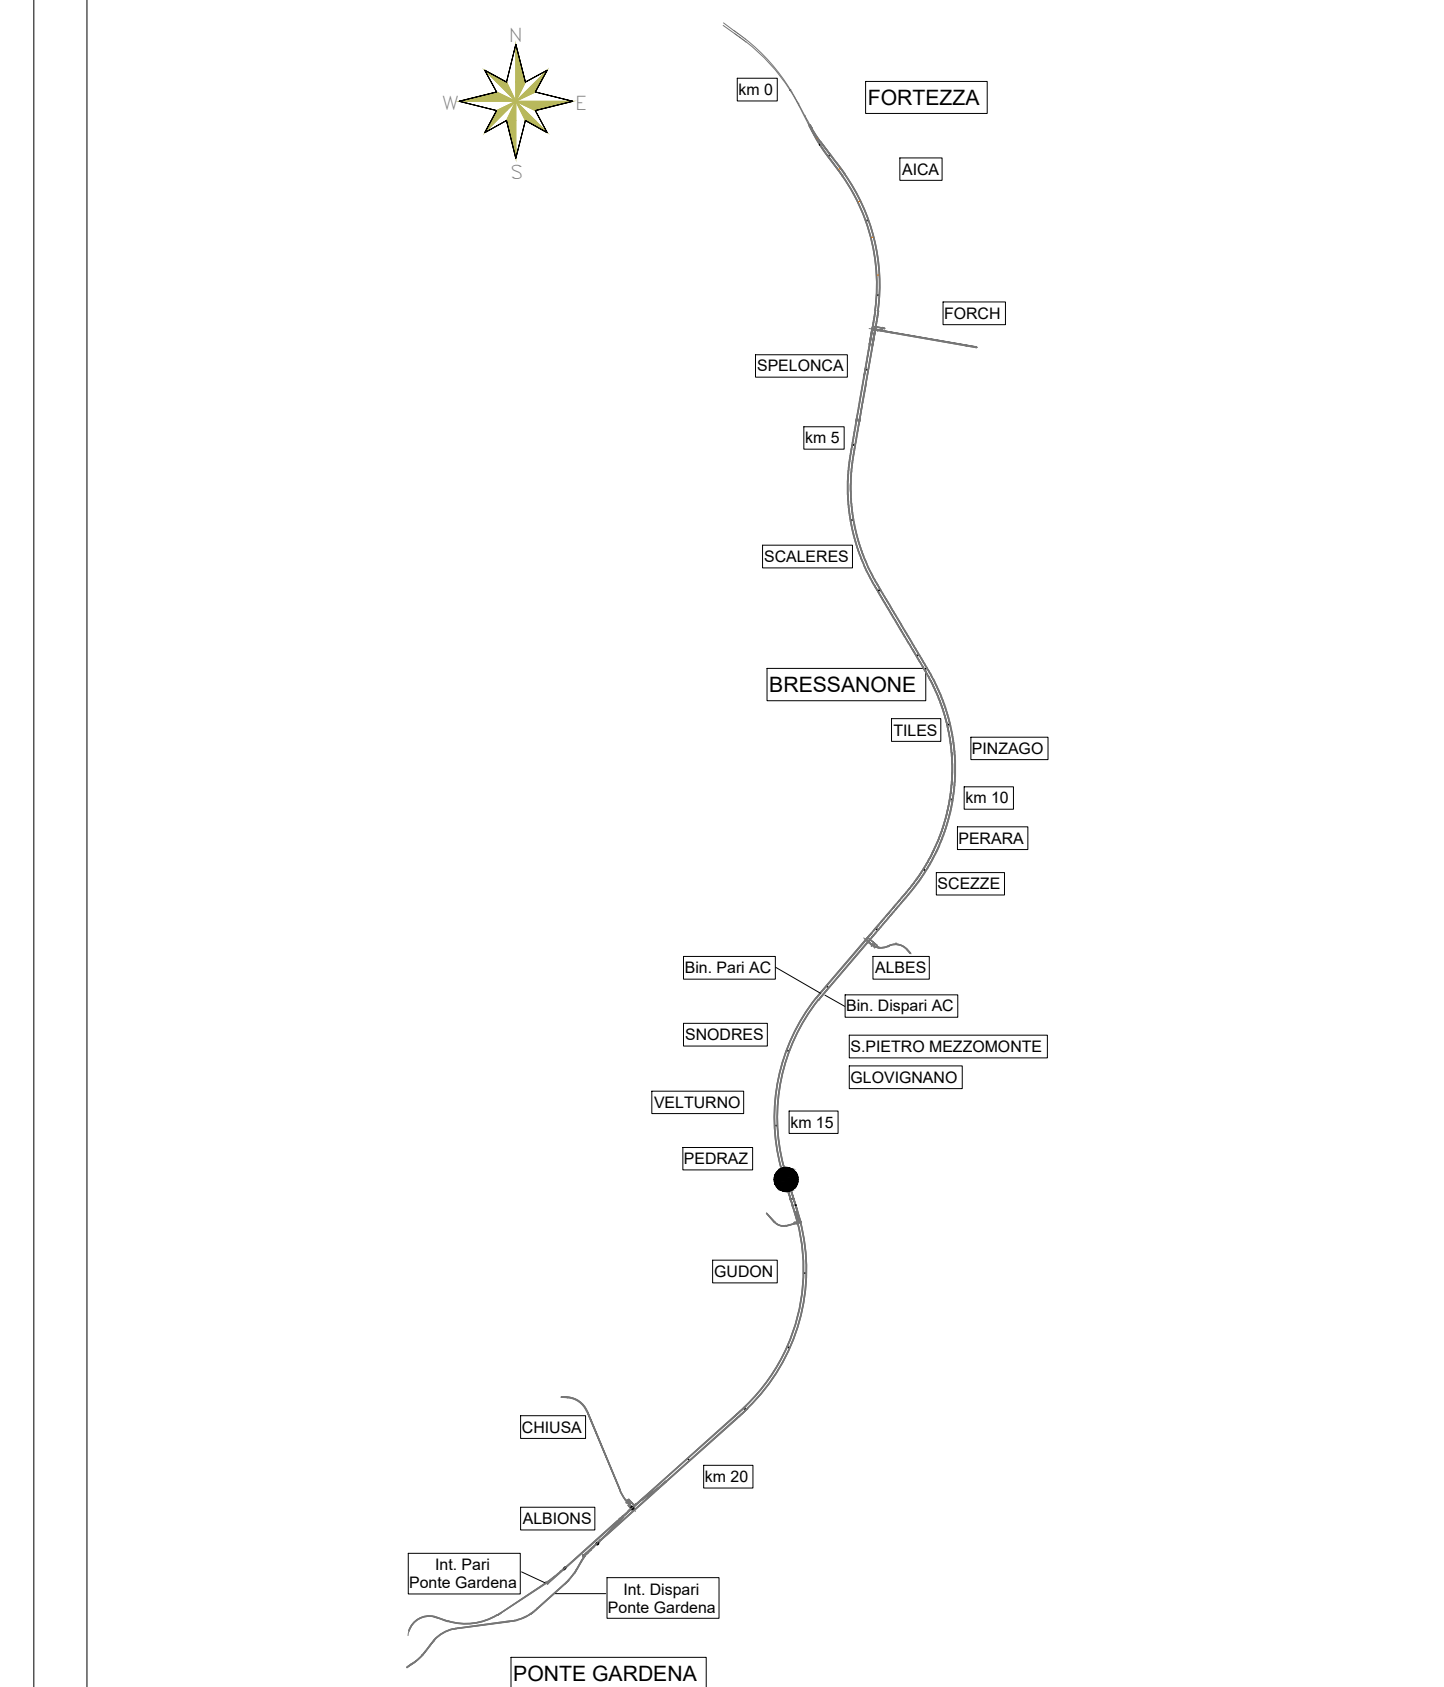 N
km 0
FORTEZZA
W
E
AICA
S
FORCH
SPELONCA
km 5
SCALERES
BRESSANONE
TILES
PINZAGO
km 10
PERARA
SCEZZE
Bin. Pari AC
ALBES
Bin. Dispari AC
SNODRES
S.PIETRO MEZZOMONTE
GLOVIGNANO
VELTURNO
km 15
PEDRAZ
GUDON
CHIUSA
km 20
ALBIONS
Int. Pari
Ponte Gardena
Int. Dispari
Ponte Gardena
PONTE GARDENA